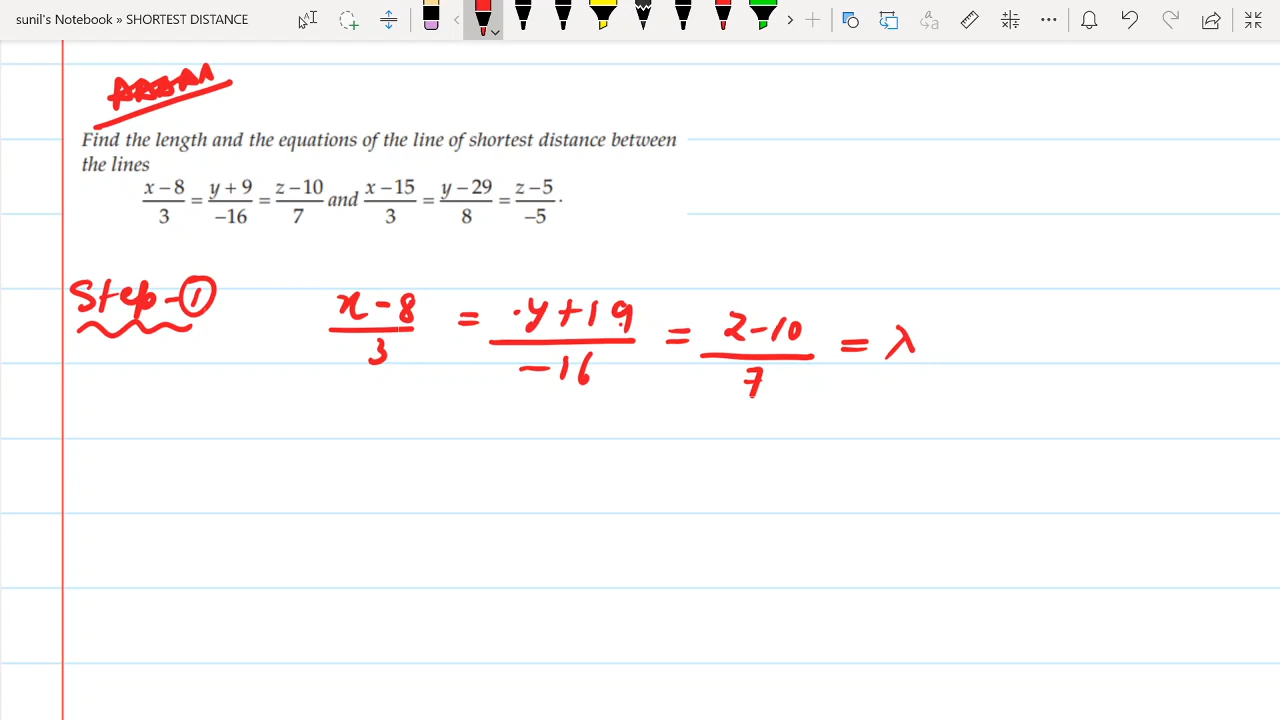 sunil's Notebook » SHORTEST DISTANCE
Find the length and the equations of the line of shortest distance between
the lines
(x – 8)/3 = (y + 9)/–16 = (z – 10)/7 and (x – 15)/3 = (y – 29)/8 = (z – 5)/–5 .
Step-①
(x – 8)/3 = (.y + 19)/–16 = (z – 10)/7 = λ